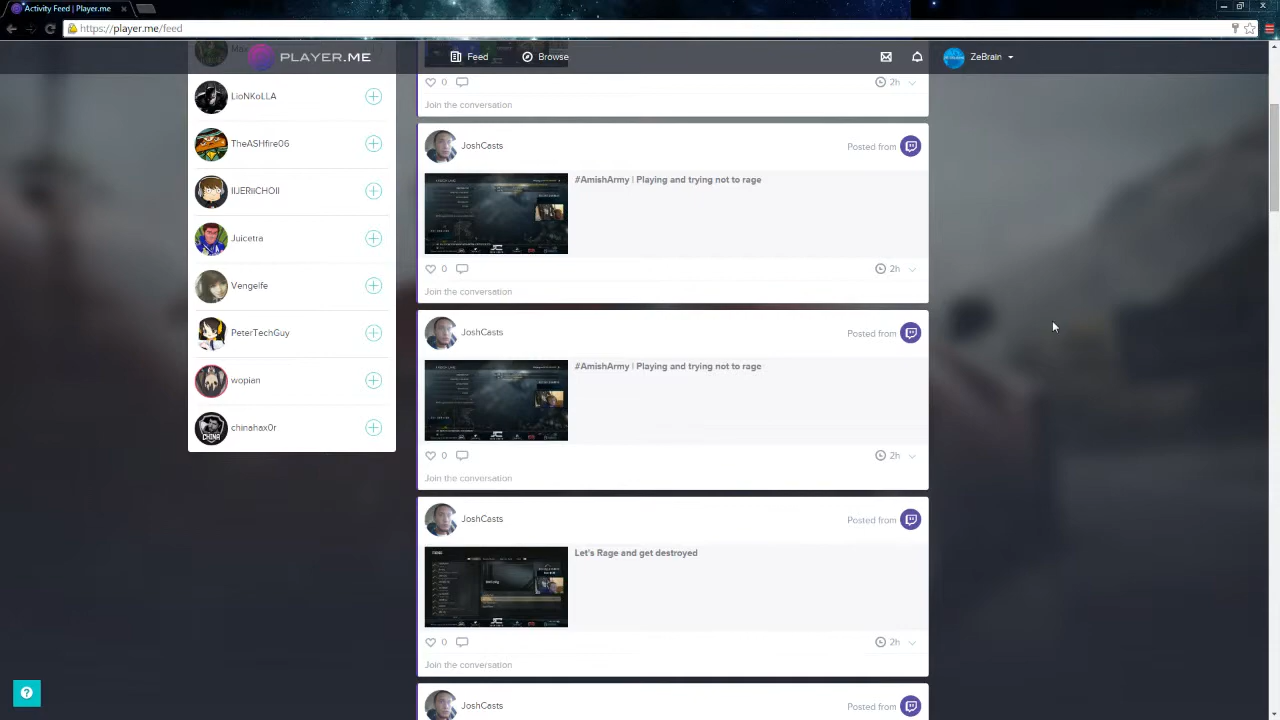 Activity Feed | Player.me
https://player.me/feed
PLAYER.ME
Feed
Browse
ZeBrain
LioNKoLLA
TheASHfire06
Juicetra
Vengelfe
PeterTechGuy
wopian
chinahax0r
0
2h
Join the conversation
JoshCasts
Posted from
#AmishArmy | Playing and trying not to rage
0
2h
Join the conversation
JoshCasts
Posted from
#AmishArmy | Playing and trying not to rage
0
2h
Join the conversation
JoshCasts
Posted from
Let's Rage and get destroyed
0
2h
Join the conversation
JoshCasts
Posted from